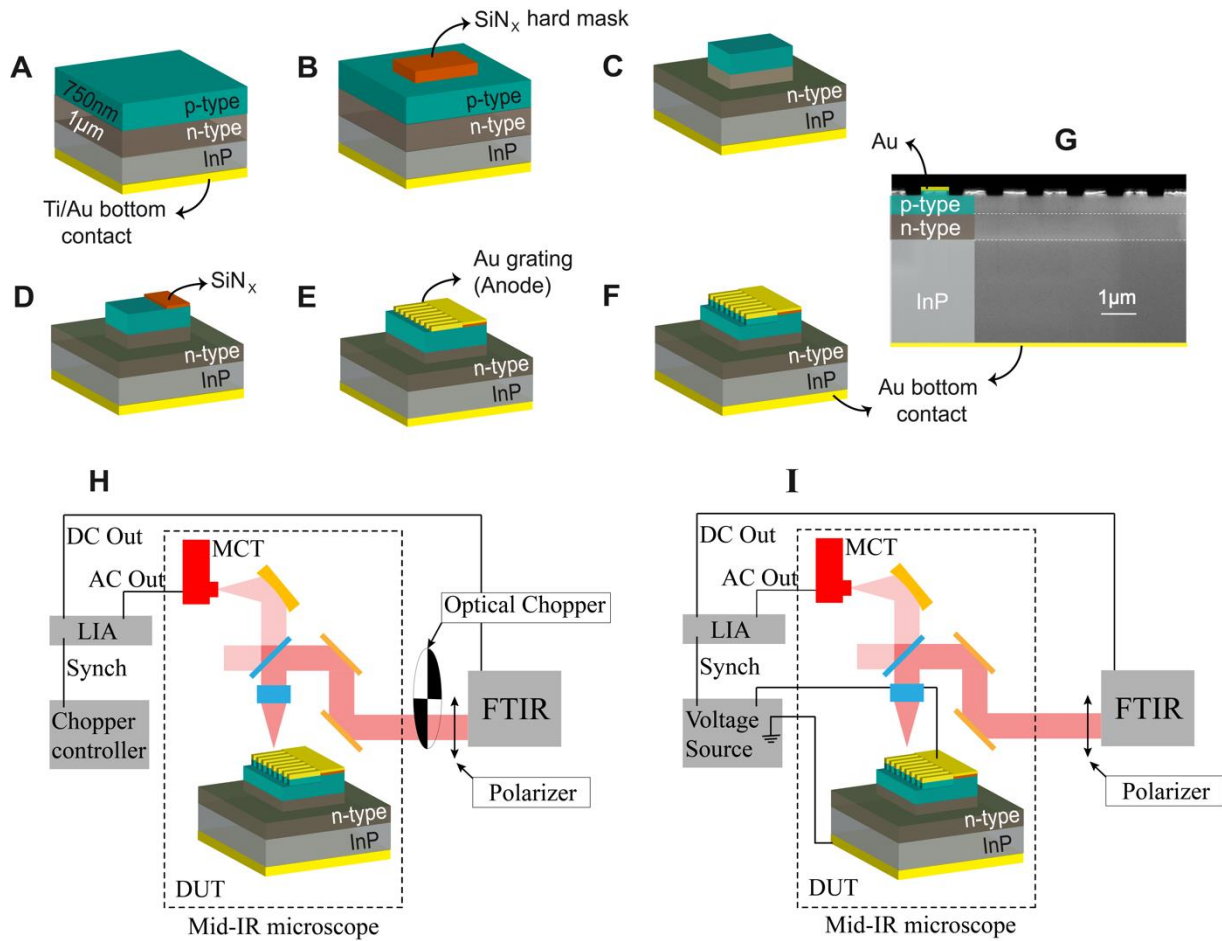 A
750nm
1µm
p-type
n-type
InP
Ti/Au bottom
contact
B
SiNX hard mask
p-type
n-type
InP
C
n-type
InP
D
SiNX
n-type
InP
E
Au grating
(Anode)
n-type
InP
F
n-type
InP
Au bottom
contact
G
Au
p-type
n-type
InP
1µm
H
DC Out
MCT
AC Out
Optical Chopper
LIA
Synch
FTIR
Chopper
controller
Polarizer
n-type
InP
DUT
Mid-IR microscope
I
DC Out
MCT
AC Out
LIA
Synch
FTIR
Voltage
Source
Polarizer
n-type
InP
DUT
Mid-IR microscope